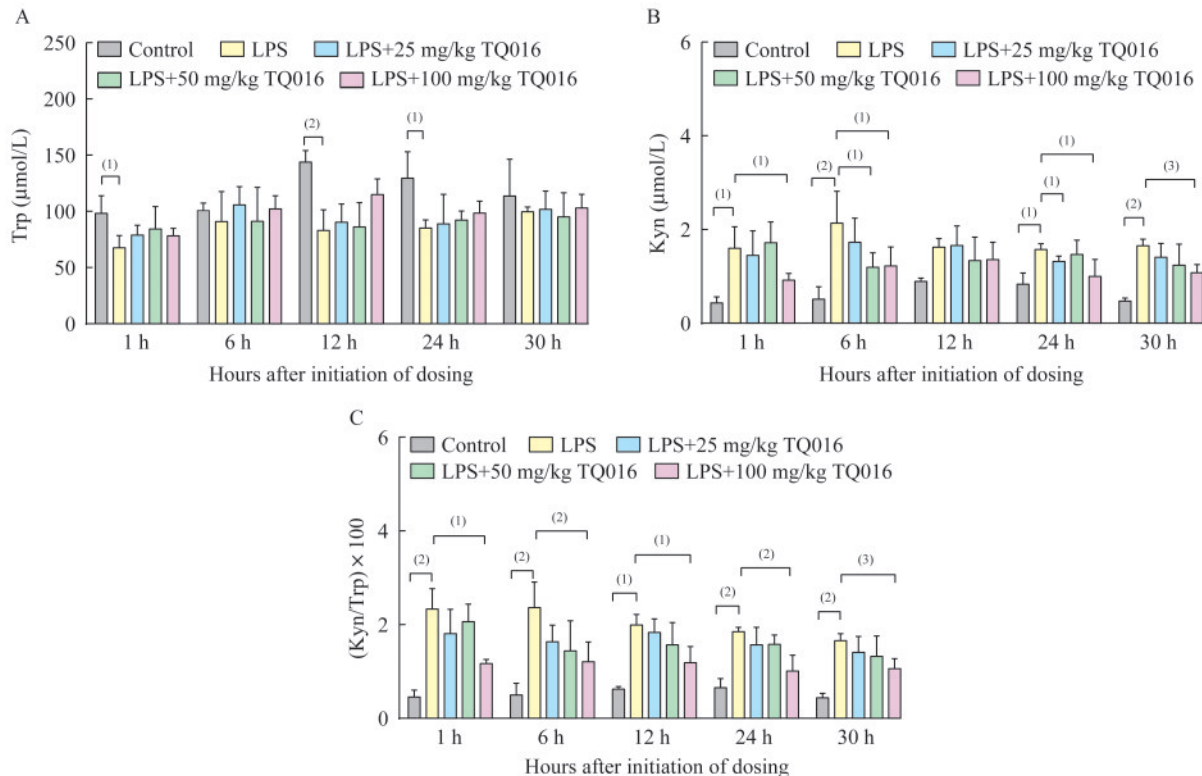 A
250
200
150
100
50
0
Trp (μmol/L)
Control LPS LPS+25 mg/kg TQ016
LPS+50 mg/kg TQ016 LPS+100 mg/kg TQ016
(1)
(2)
(1)
1 h 6 h 12 h 24 h 30 h
Hours after initiation of dosing
B
6
4
2
0
Kyn (μmol/L)
Control LPS LPS+25 mg/kg TQ016
LPS+50 mg/kg TQ016 LPS+100 mg/kg TQ016
(1)
(1)
(2)
(1)
(1)
(1)
(1)
(1)
(2)
(3)
1 h 6 h 12 h 24 h 30 h
Hours after initiation of dosing
C
6
4
2
0
(Kyn/Trp) × 100
Control LPS LPS+25 mg/kg TQ016
LPS+50 mg/kg TQ016 LPS+100 mg/kg TQ016
(2)
(1)
(2)
(2)
(1)
(1)
(2)
(2)
(2)
(3)
1 h 6 h 12 h 24 h 30 h
Hours after initiation of dosing